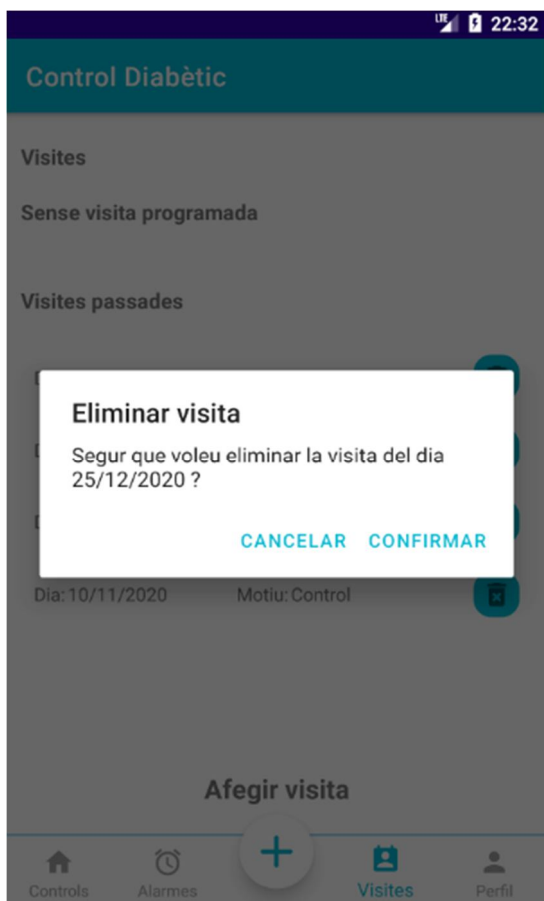 LTE 22:32
Control Diabètic
Visites
Sense visita programada
Visites passades
Eliminar visita
Segur que voleu eliminar la visita del dia
25/12/2020 ?
CANCELAR CONFIRMAR
Dia: 10/11/2020 Motiu: Control
Afegir visita
Controls Alarmes Visites Perfil